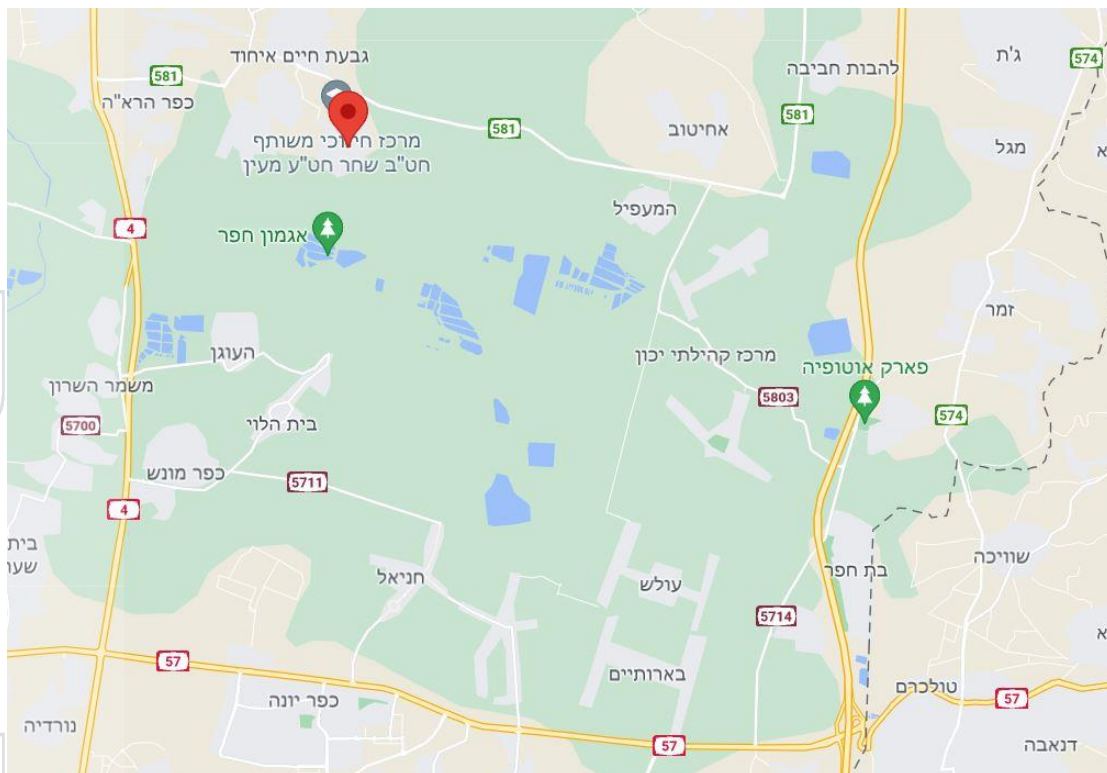 גבעת חיים איחוד
ג'ת
574
להבות חביבה
581
כפר הרא"ה
581
581
אחיטוב
מגל
מרכז חינוכי משותף
חט"ב שחר חט"ע מעין
המעפיל
4
אגמון חפר
זמר
העוגן
מרכז קהילתי יכון
פארק אוטופיה
משמר השרון
5803
574
5700
בית הלוי
כפר מונש
5711
4
בית
שער
שוויכה
בת חפר
חניאל
עולש
5714
57
בארותיים
טולכרם
57
כפר יונה
נורדיה
57
דנאבה